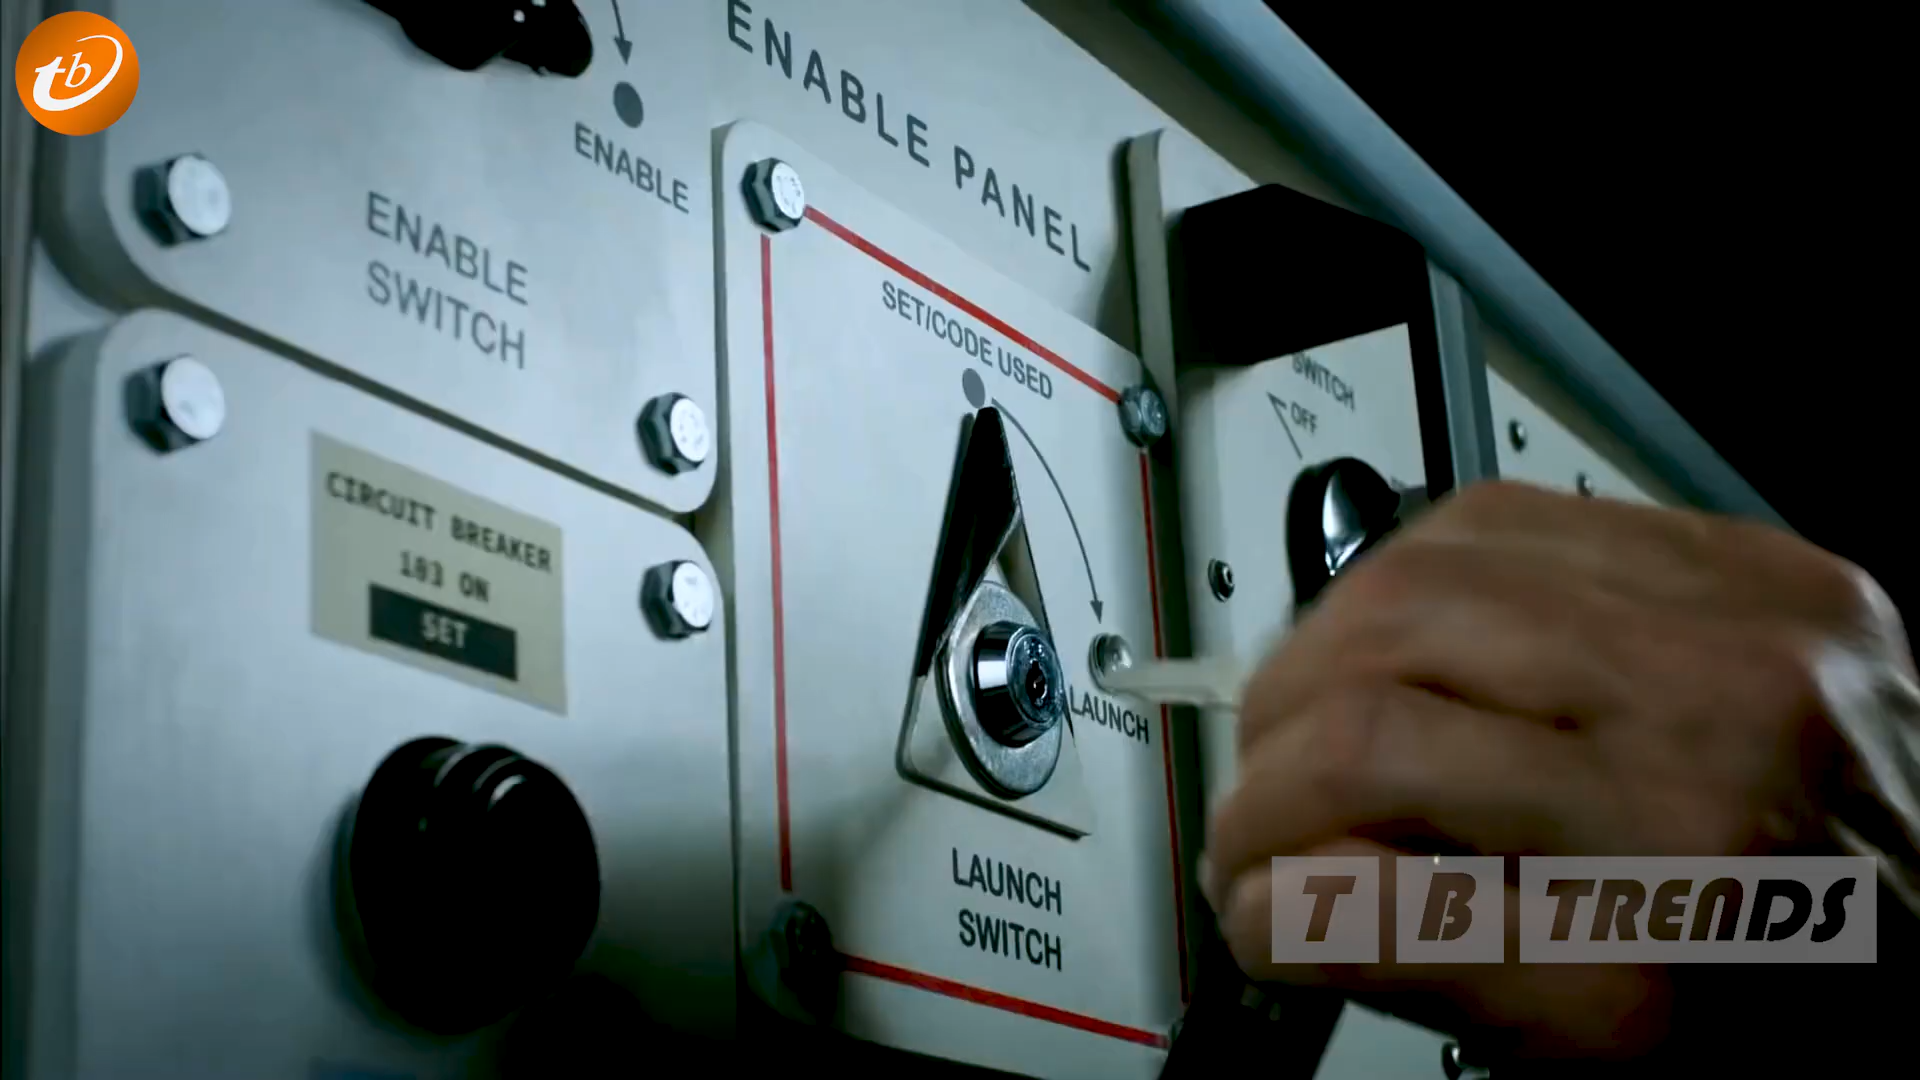 tb
ENABLE
ENABLE
SWITCH
ENABLE PANEL
SET/CODE USED
LAUNCH
LAUNCH
SWITCH
SWITCH
OFF
CIRCUIT BREAKER
103 ON
SET
T B TRENDS